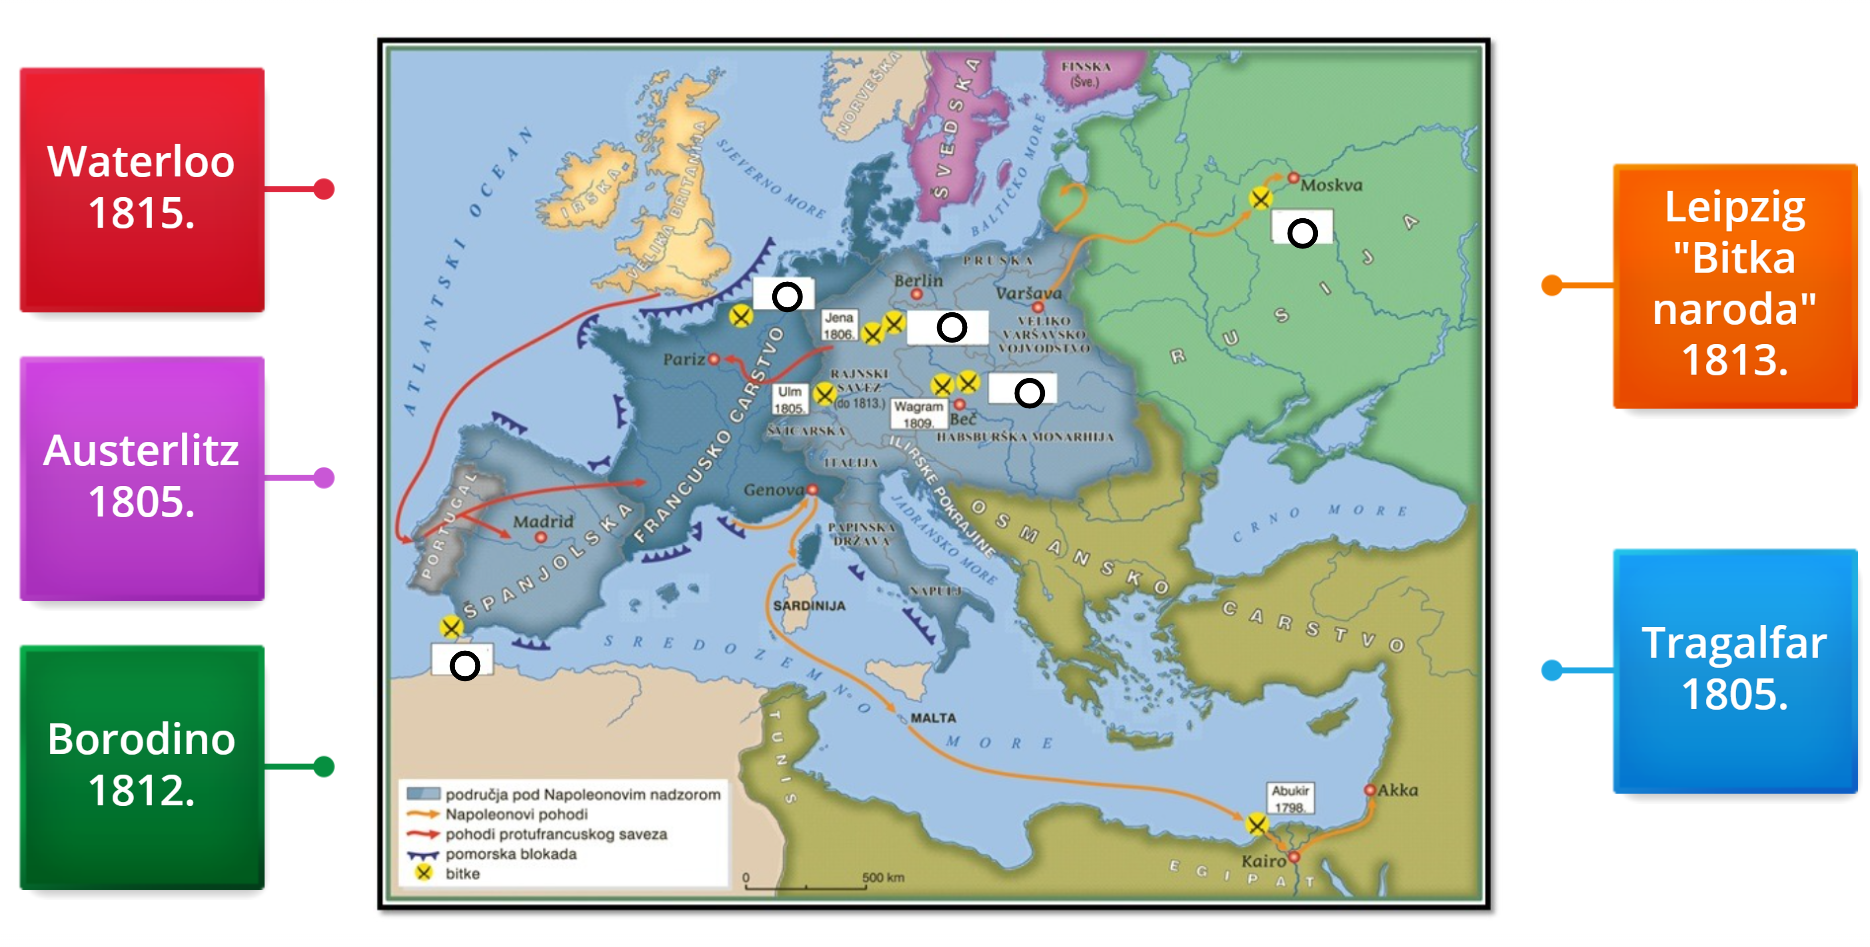 Waterloo
1815.
Austerlitz
1805.
Borodino
1812.
Leipzig
"Bitka
naroda"
1813.
Tragalfar
1805.
ATLANTSKI OCEAN
IRSKA
VELIKA BRITANIJA
SJEVERNO MORE
NORVEŠKA
ŠVEDSKA
FINSKA
(Šve.)
BALTIČKO MORE
Moskva
RUSIJA
PRUSKA
Berlin
Varšava
VELIKO
VARŠAVSKO
VOJVODSTVO
Jena
1806.
Pariz
FRANCUSKO CARSTVO
RAJNSKI
SAVEZ
(do 1813.)
Ulm
1805.
Wagram
1809.
Beč
ŠVICARSKA
HABSBURŠKA MONARHIJA
ITALIJA
ILIRSKE POKRAJINE
Genova
JADRANSKO MORE
PAPINSKA
DRŽAVA
NAPULJ
PORTUGAL
Madrid
ŠPANJOLSKA
SARDINIJA
SREDOZEMNO
MORE
MALTA
OSMANSKO
CARSTVO
CRNO MORE
TUNIS
Abukir
1798.
Akka
Kairo
EGIPAT
područja pod Napoleonovim nadzorom
Napoleonovi pohodi
pohodi protufrancuskog saveza
pomorska blokada
bitke
0 500 km